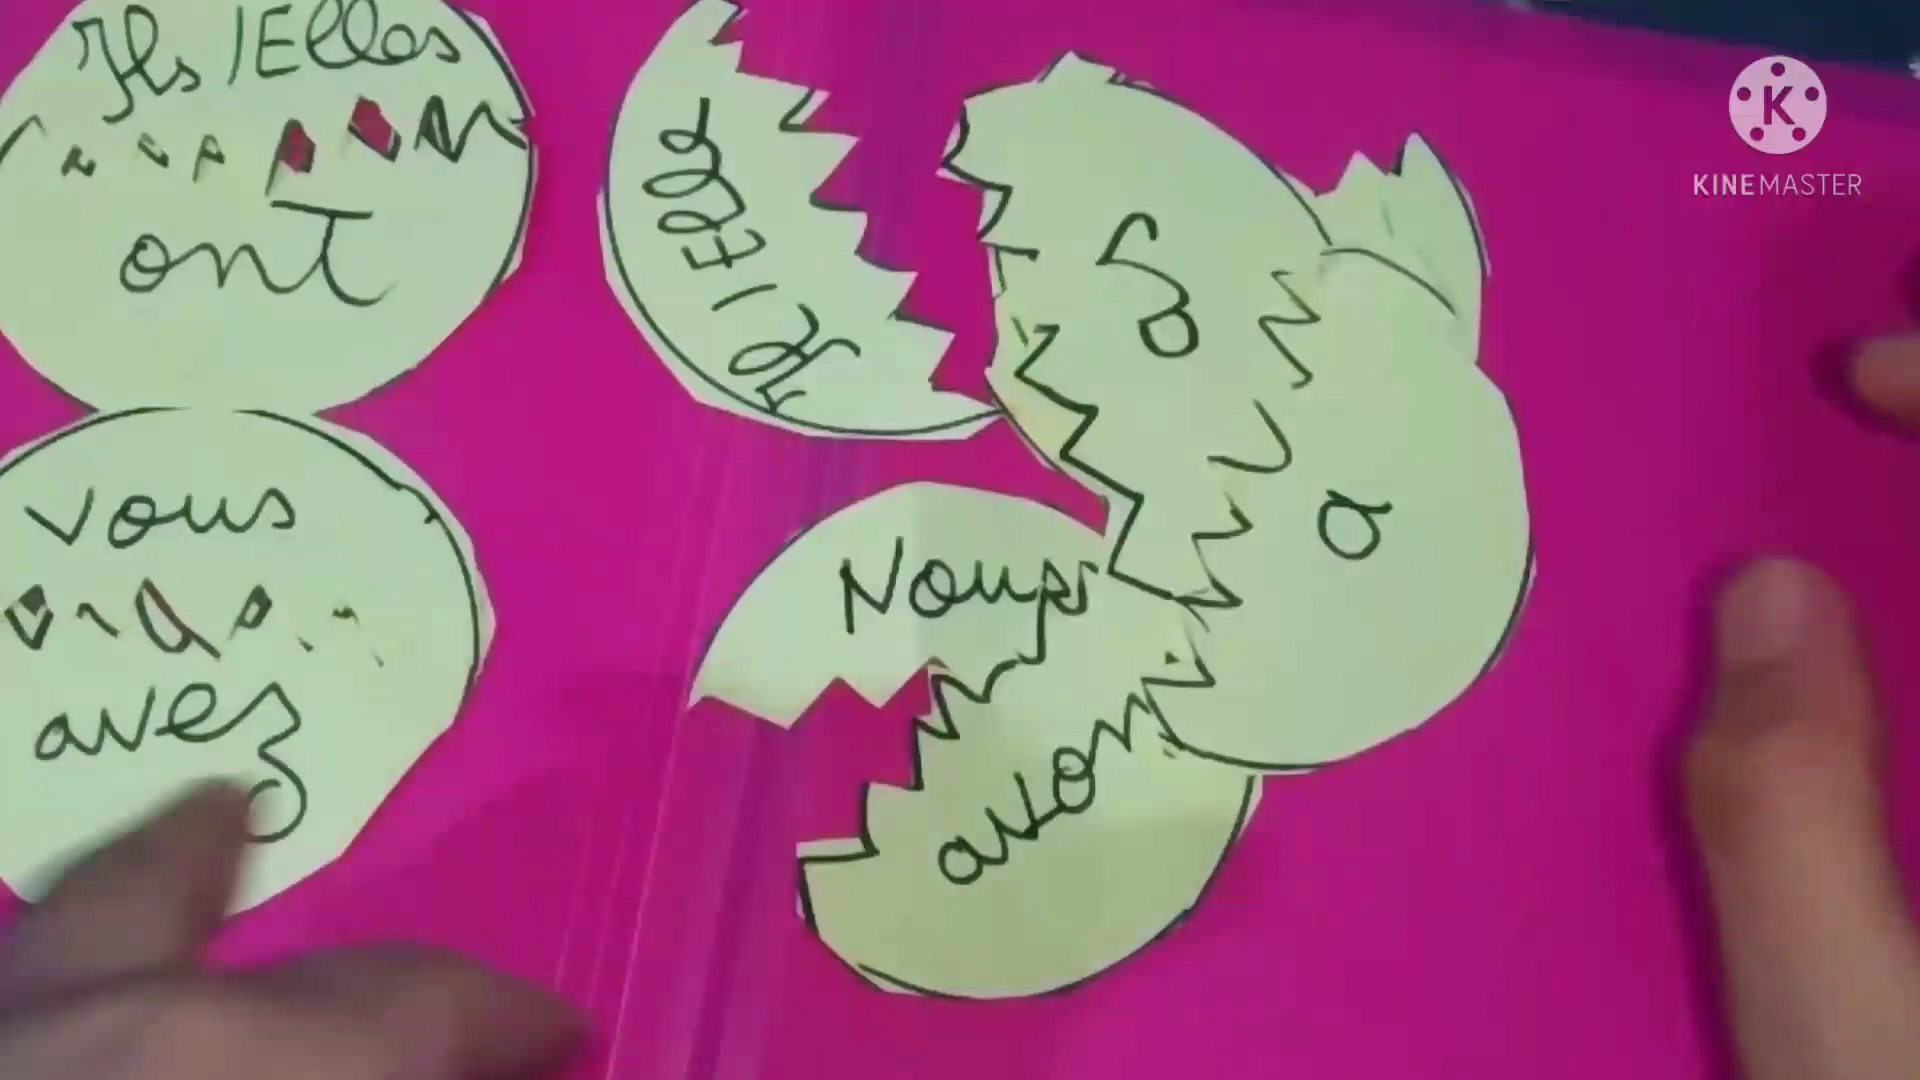 Ils/Elles
ont
vous
avez
Il/Elle
a
Nous
avons
KINEMASTER